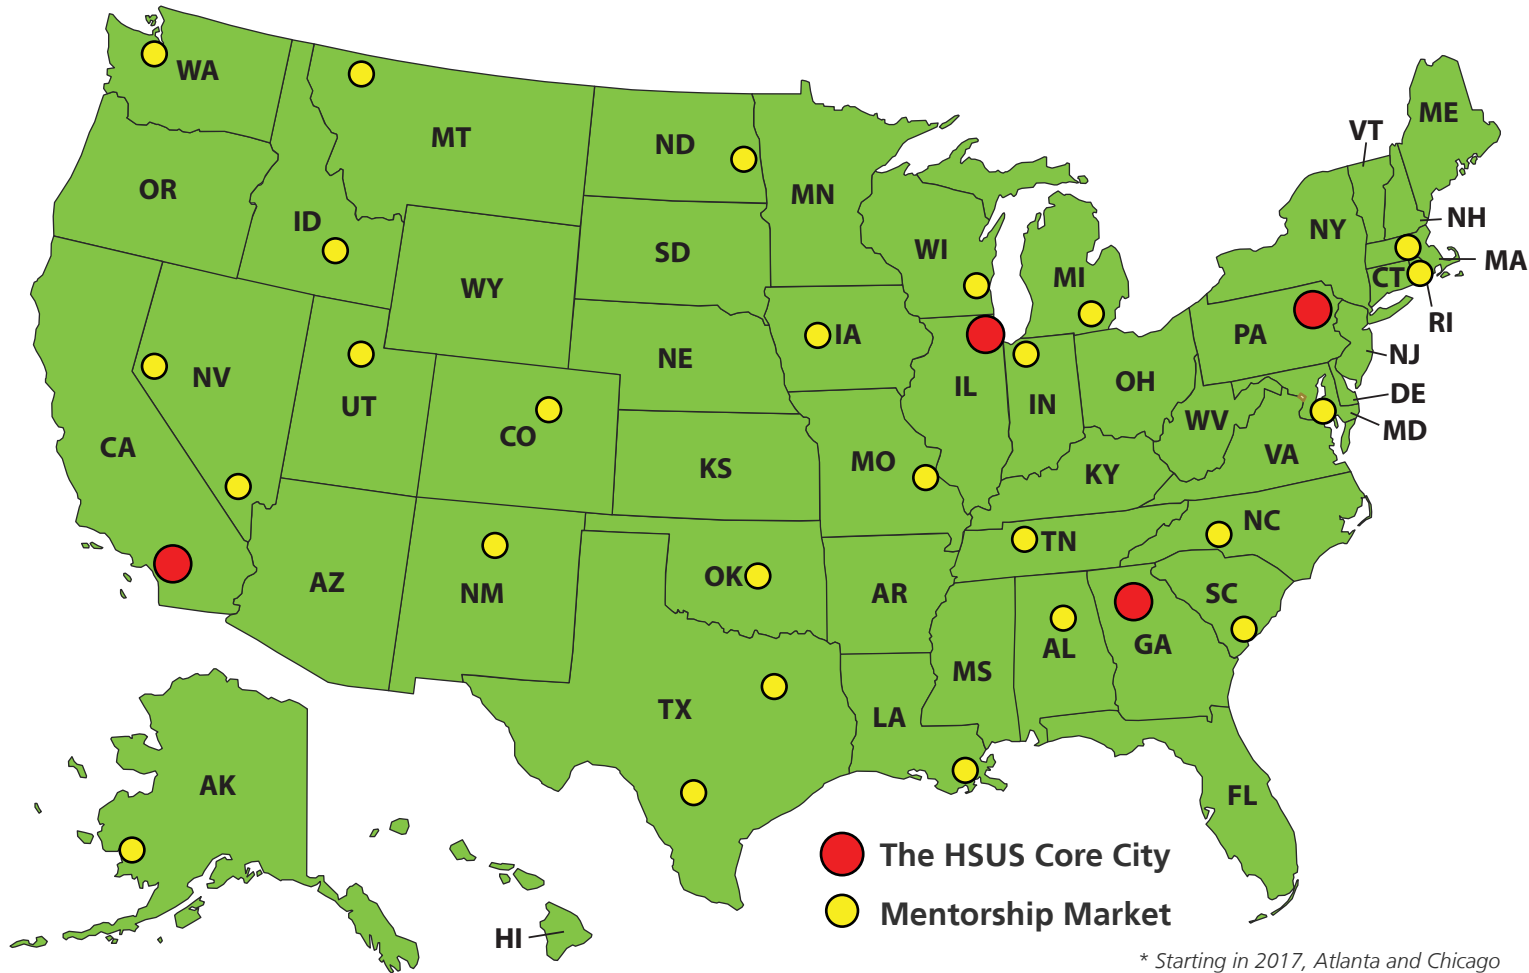 WA
MT
ND
MN
OR
ID
WY
SD
WI
MI
NY
VT
ME
NH
MA
CT
RI
NJ
PA
DE
MD
IA
NE
NV
UT
CO
CA
KS
MO
IL
IN
OH
WV
VA
KY
NC
TN
AZ
NM
OK
AR
SC
MS
AL
GA
TX
LA
FL
AK
HI
The HSUS Core City
Mentorship Market
* Starting in 2017, Atlanta and Chicago